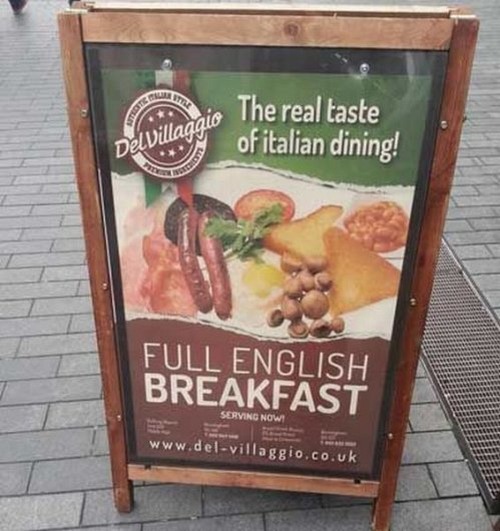 AUTHENTIC ITALIAN STYLE
DelVillaggio
PREMIUM INGREDIENTS
The real taste
of italian dining!
FULL ENGLISH
BREAKFAST
SERVING NOW!
www.del-villaggio.co.uk